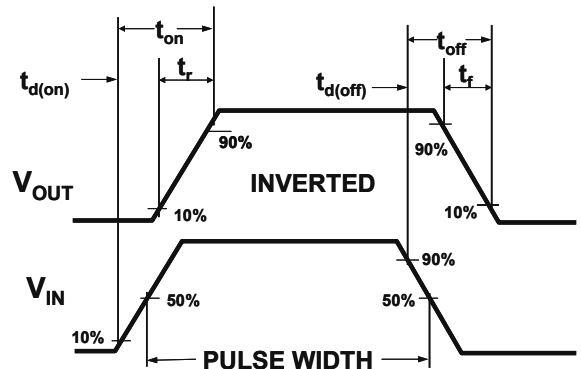 t_on t_off
t_d(on) t_r t_d(off) t_f
90% 90%
V_OUT INVERTED
10% 10%
90%
V_IN 50% 50%
10%
PULSE WIDTH